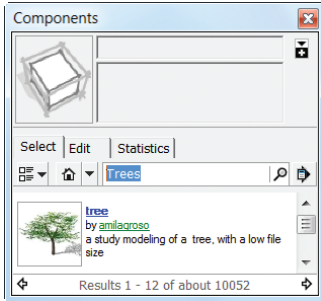 Components
Select Edit Statistics
Trees
tree
by amilagroso
a study modeling of a tree, with a low file
size
Results 1 - 12 of about 10052